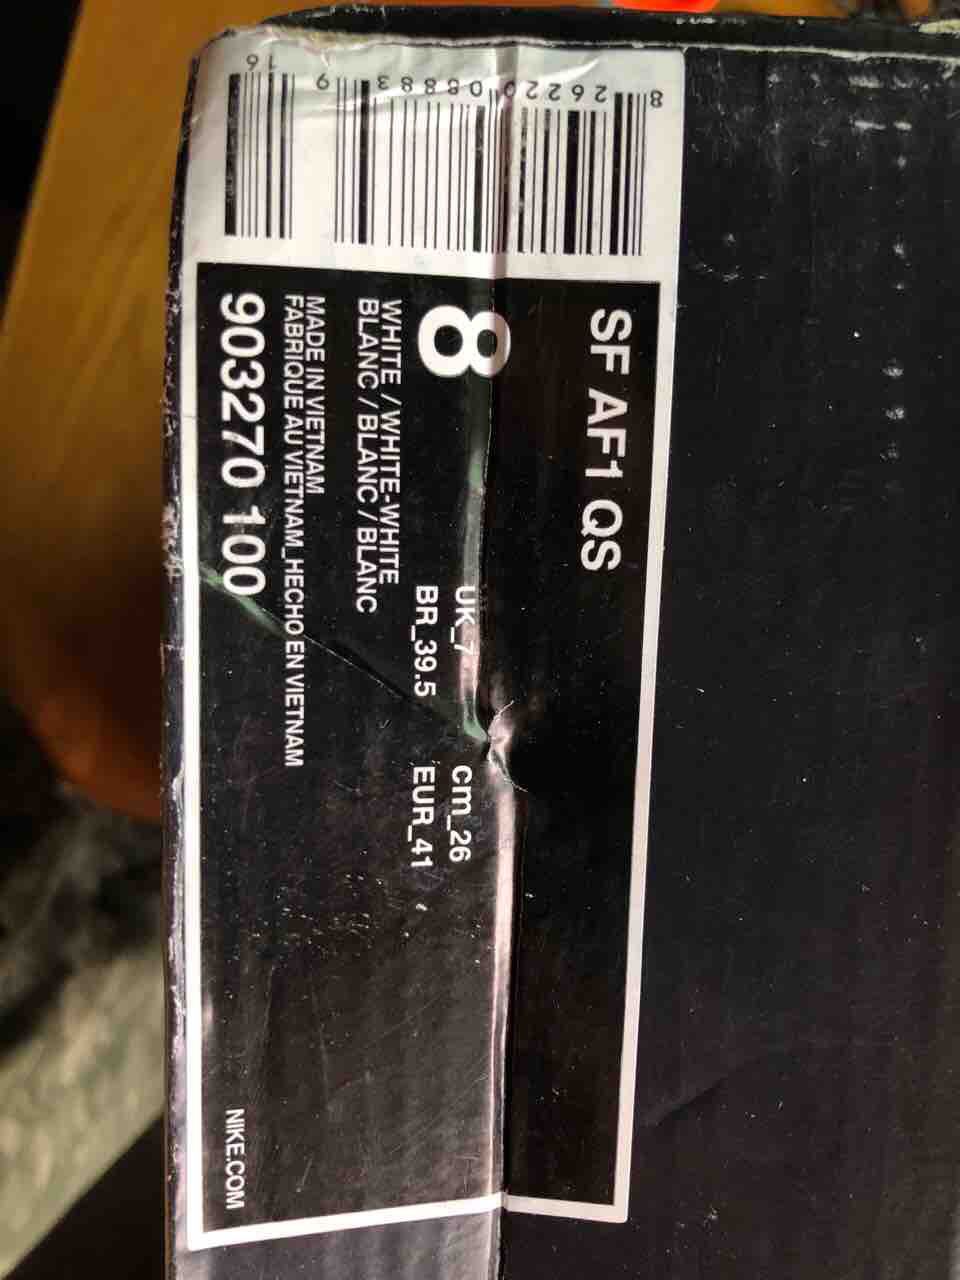 8 26220 08883 9 16
SF AF1 QS
8
UK_7 cm_26
BR_39.5 EUR_41
WHITE / WHITE-WHITE
BLANC / BLANC / BLANC
MADE IN VIETNAM
FABRIQUE AU VIETNAM_HECHO EN VIETNAM
903270 100
NIKE.COM